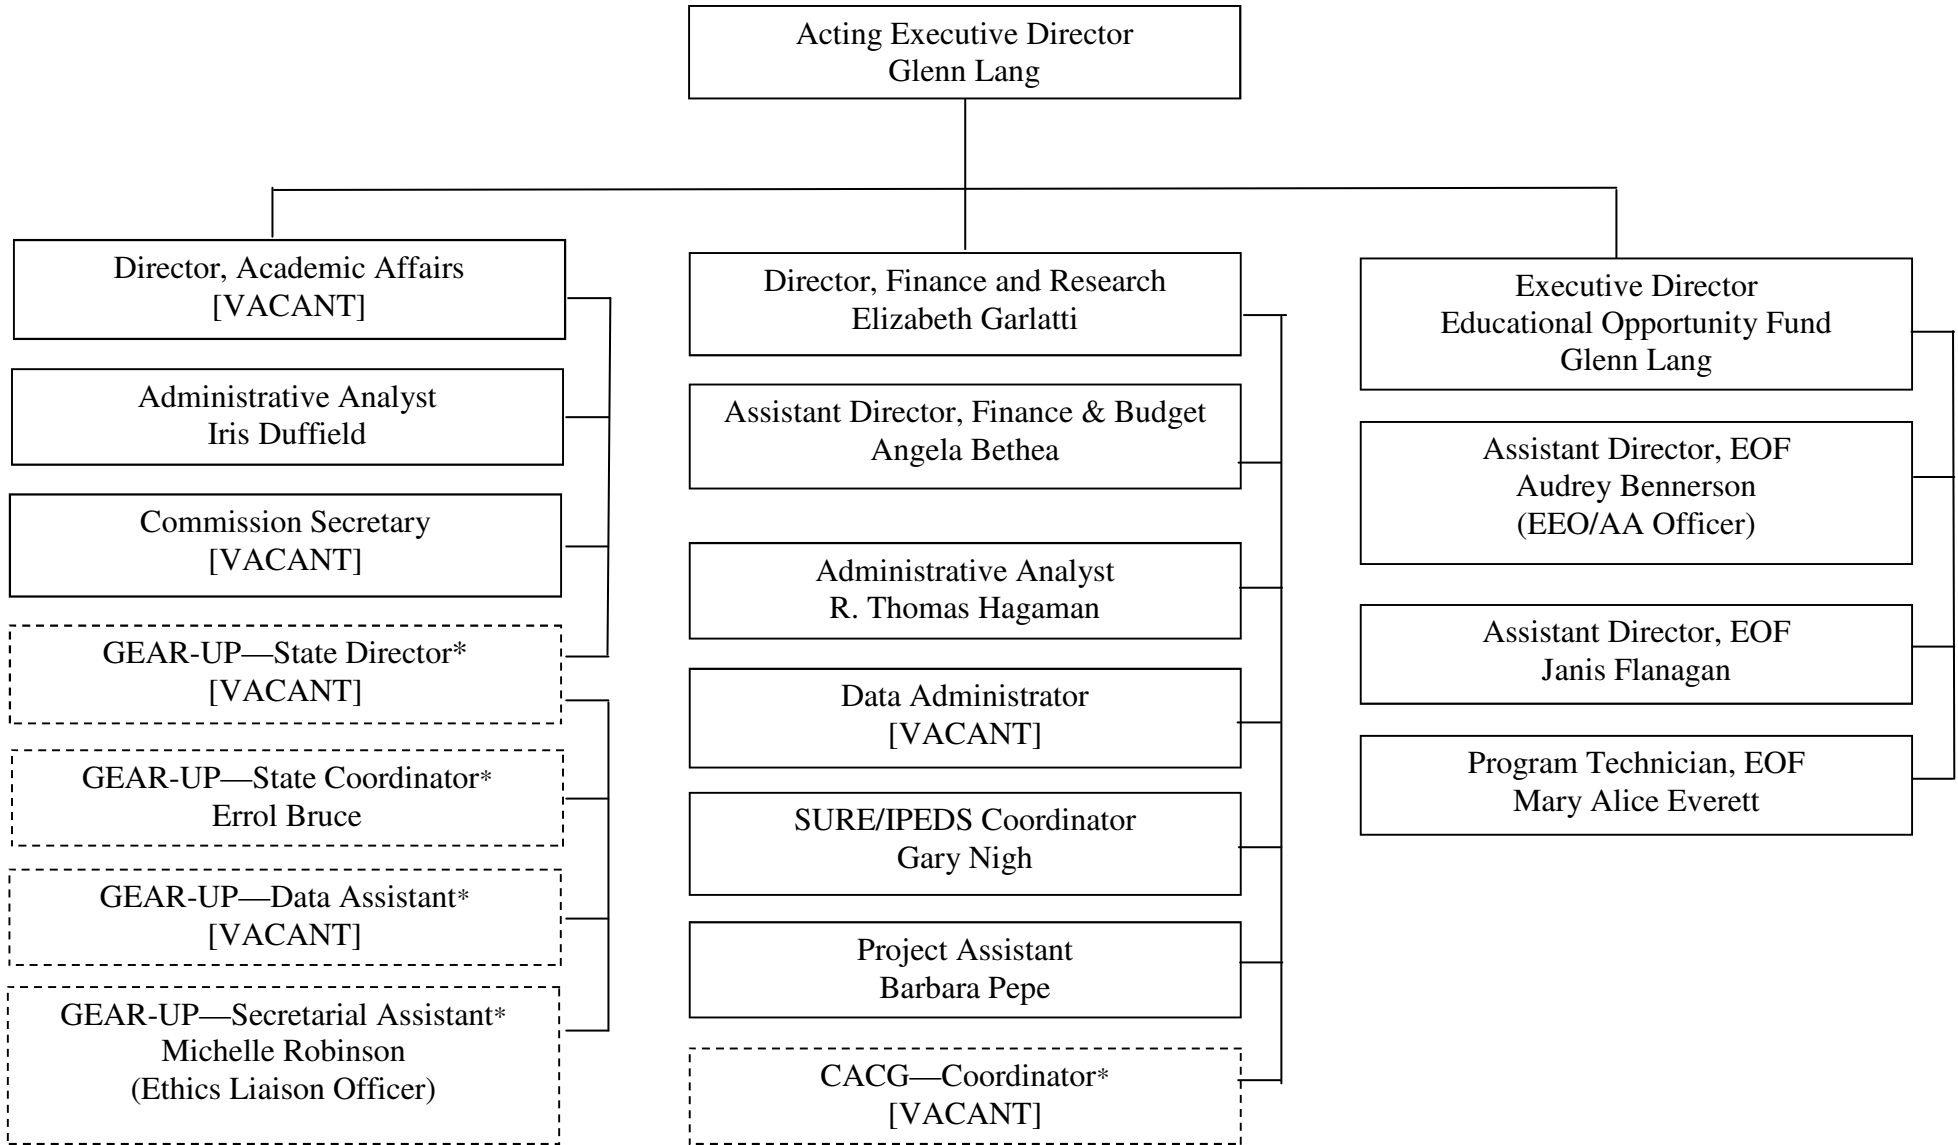 Acting Executive Director
Glenn Lang
Director, Academic Affairs
[VACANT]
Administrative Analyst
Iris Duffield
Commission Secretary
[VACANT]
GEAR-UP—State Director*
[VACANT]
GEAR-UP—State Coordinator*
Errol Bruce
GEAR-UP—Data Assistant*
[VACANT]
GEAR-UP—Secretarial Assistant*
Michelle Robinson
(Ethics Liaison Officer)
Director, Finance and Research
Elizabeth Garlatti
Assistant Director, Finance & Budget
Angela Bethea
Administrative Analyst
R. Thomas Hagaman
Data Administrator
[VACANT]
SURE/IPEDS Coordinator
Gary Nigh
Project Assistant
Barbara Pepe
CACG—Coordinator*
[VACANT]
Executive Director
Educational Opportunity Fund
Glenn Lang
Assistant Director, EOF
Audrey Bennerson
(EEO/AA Officer)
Assistant Director, EOF
Janis Flanagan
Program Technician, EOF
Mary Alice Everett